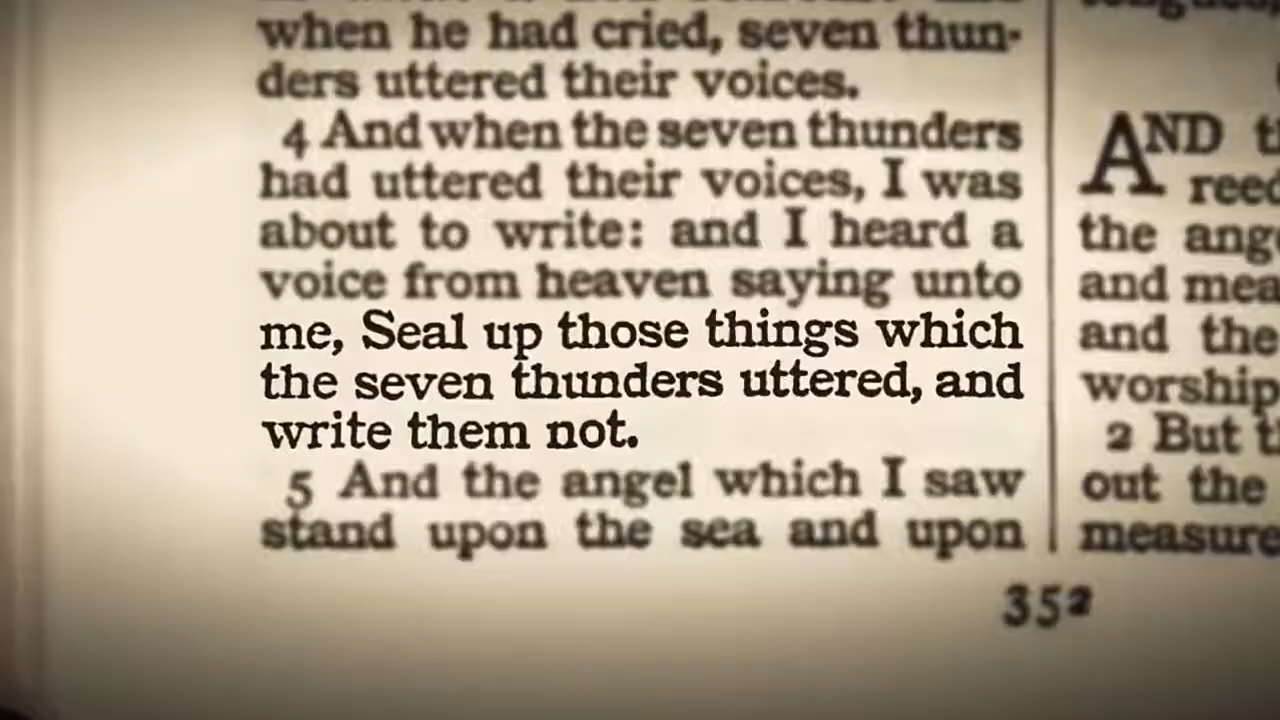 when he had cried, seven thun-
ders uttered their voices.
4 And when the seven thunders
had uttered their voices, I was
about to write: and I heard a
voice from heaven saying unto
me, Seal up those things which
the seven thunders uttered, and
write them not.
5 And the angel which I saw
stand upon the sea and upon
AND
the
and
and the
worship
2 But
out the
measure
352